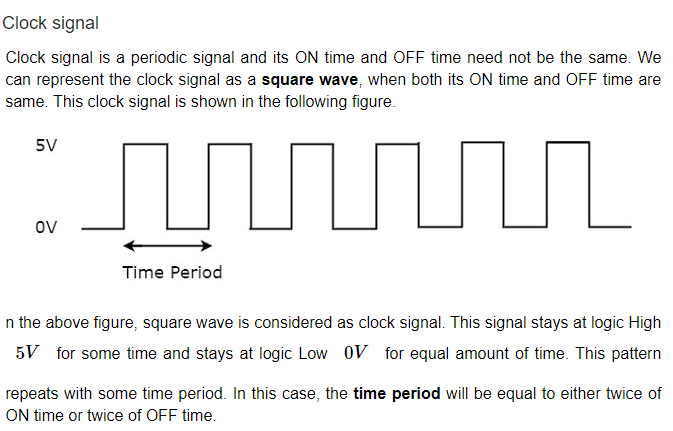 Clock signal
Clock signal is a periodic signal and its ON time and OFF time need not be the same. We
can represent the clock signal as a square wave, when both its ON time and OFF time are
same. This clock signal is shown in the following figure.
5V
0V
Time Period
n the above figure, square wave is considered as clock signal. This signal stays at logic High
5V for some time and stays at logic Low 0V for equal amount of time. This pattern
repeats with some time period. In this case, the time period will be equal to either twice of
ON time or twice of OFF time.